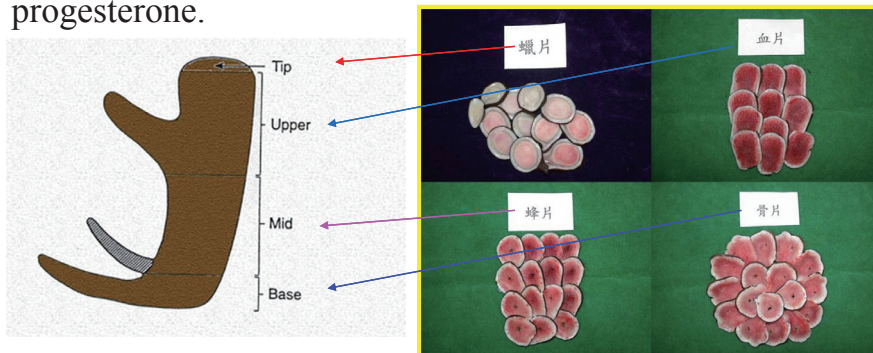 progesterone.
Tip
Upper
Mid
Base
蠟片
血片
蜂片
骨片